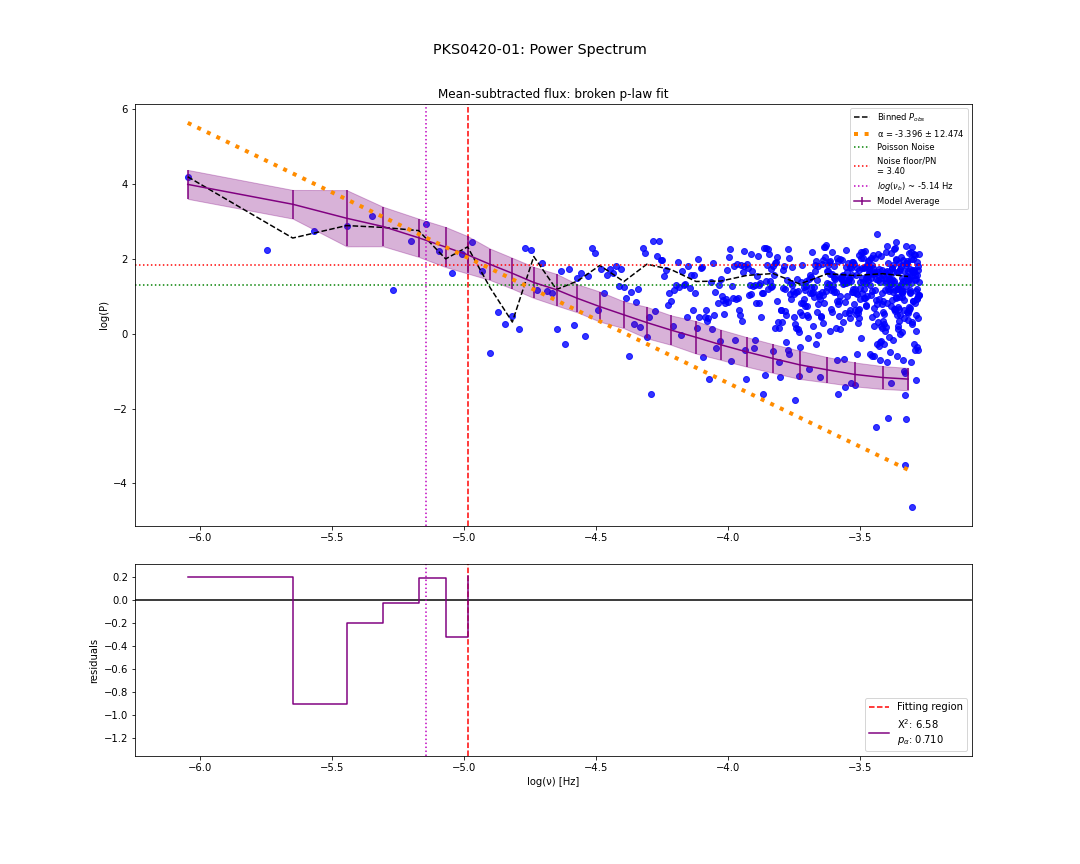 PKS0420-01: Power Spectrum
Mean-subtracted flux: broken p-law fit
6
4
2
0
−2
−4
log(P)
Binned P_obs
α = -3.396 ± 12.474
Poisson Noise
Noise floor/PN
= 3.40
log(ν_b) ~ -5.14 Hz
Model Average
−6.0 −5.5 −5.0 −4.5 −4.0 −3.5
0.2
0.0
−0.2
−0.4
−0.6
−0.8
−1.0
−1.2
residuals
Fitting region
X²: 6.58
p_α: 0.710
−6.0 −5.5 −5.0 −4.5 −4.0 −3.5
log(ν) [Hz]